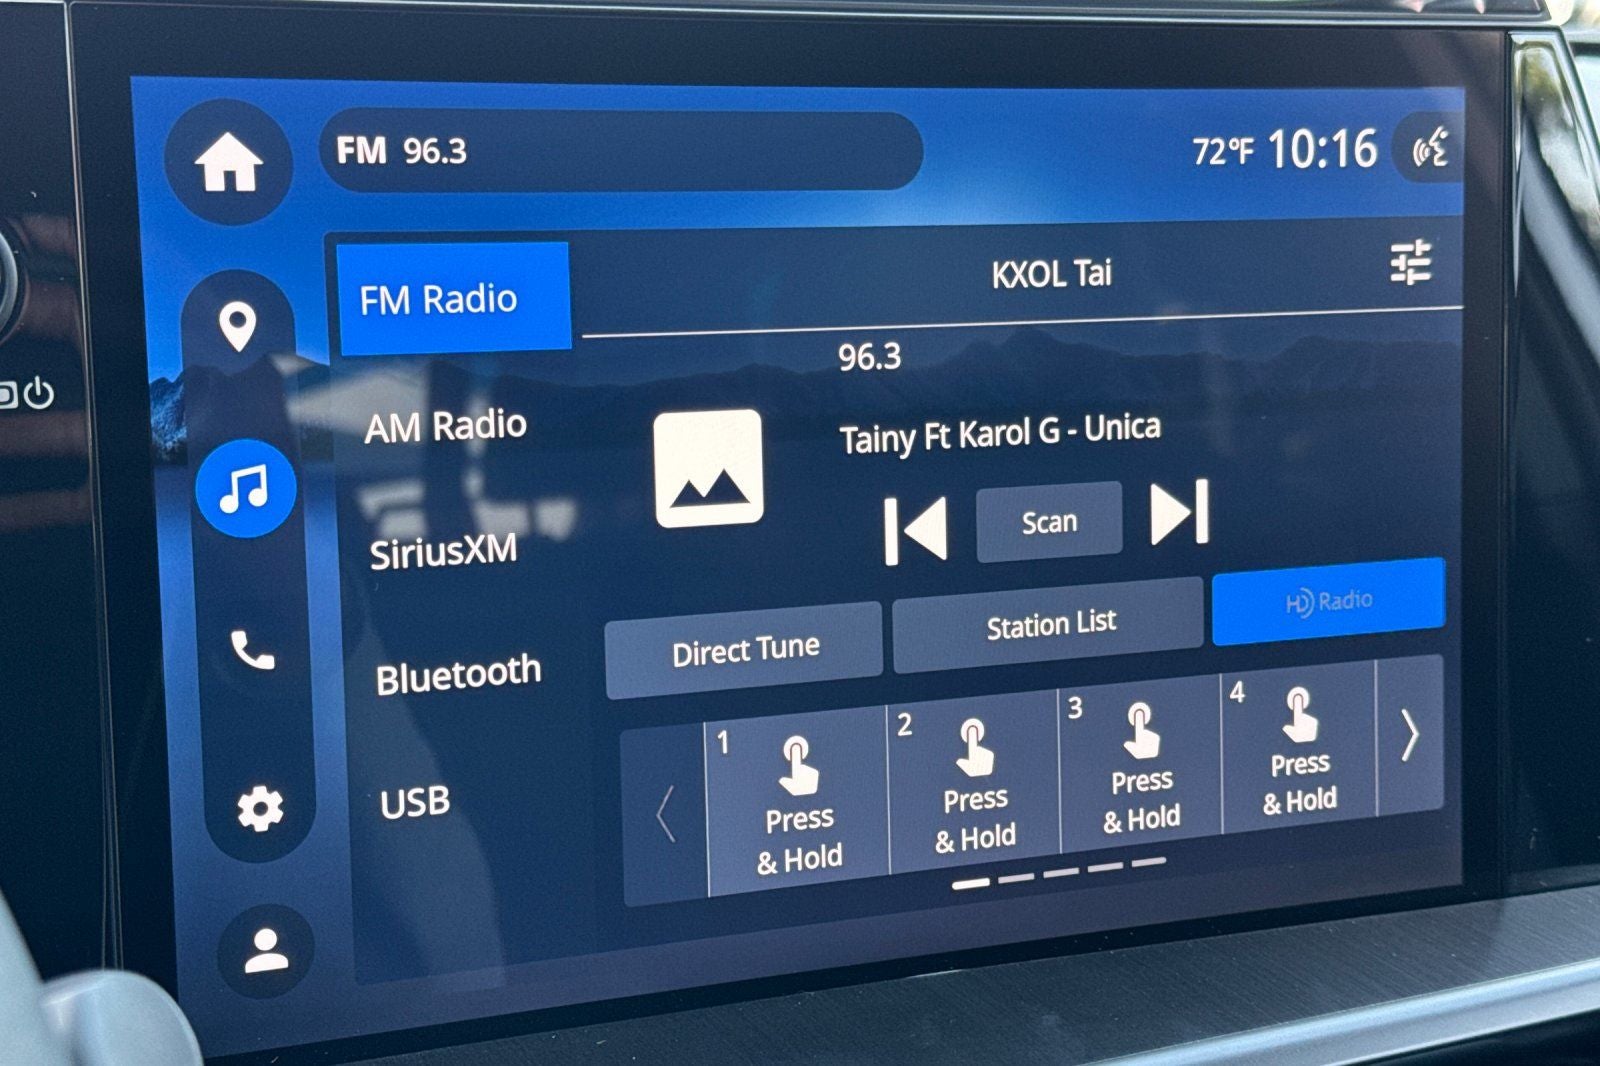 FM 96.3
72°F 10:16
FM Radio
KXOL Tai
96.3
AM Radio
Tainy Ft Karol G - Unica
SiriusXM
Scan
Bluetooth
Direct Tune
Station List
HD Radio
USB
1
Press
& Hold
2
Press
& Hold
3
Press
& Hold
4
Press
& Hold